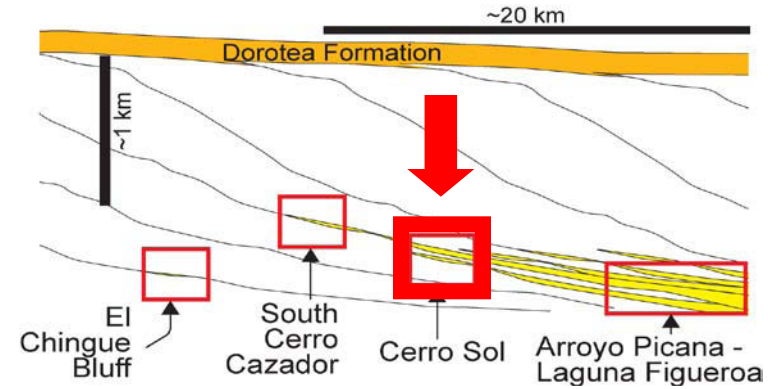 ~20 km
Dorotea Formation
~1 km
El
Chingue
Bluff
South
Cerro
Cazador
Cerro Sol
Arroyo Picana -
Laguna Figueroa